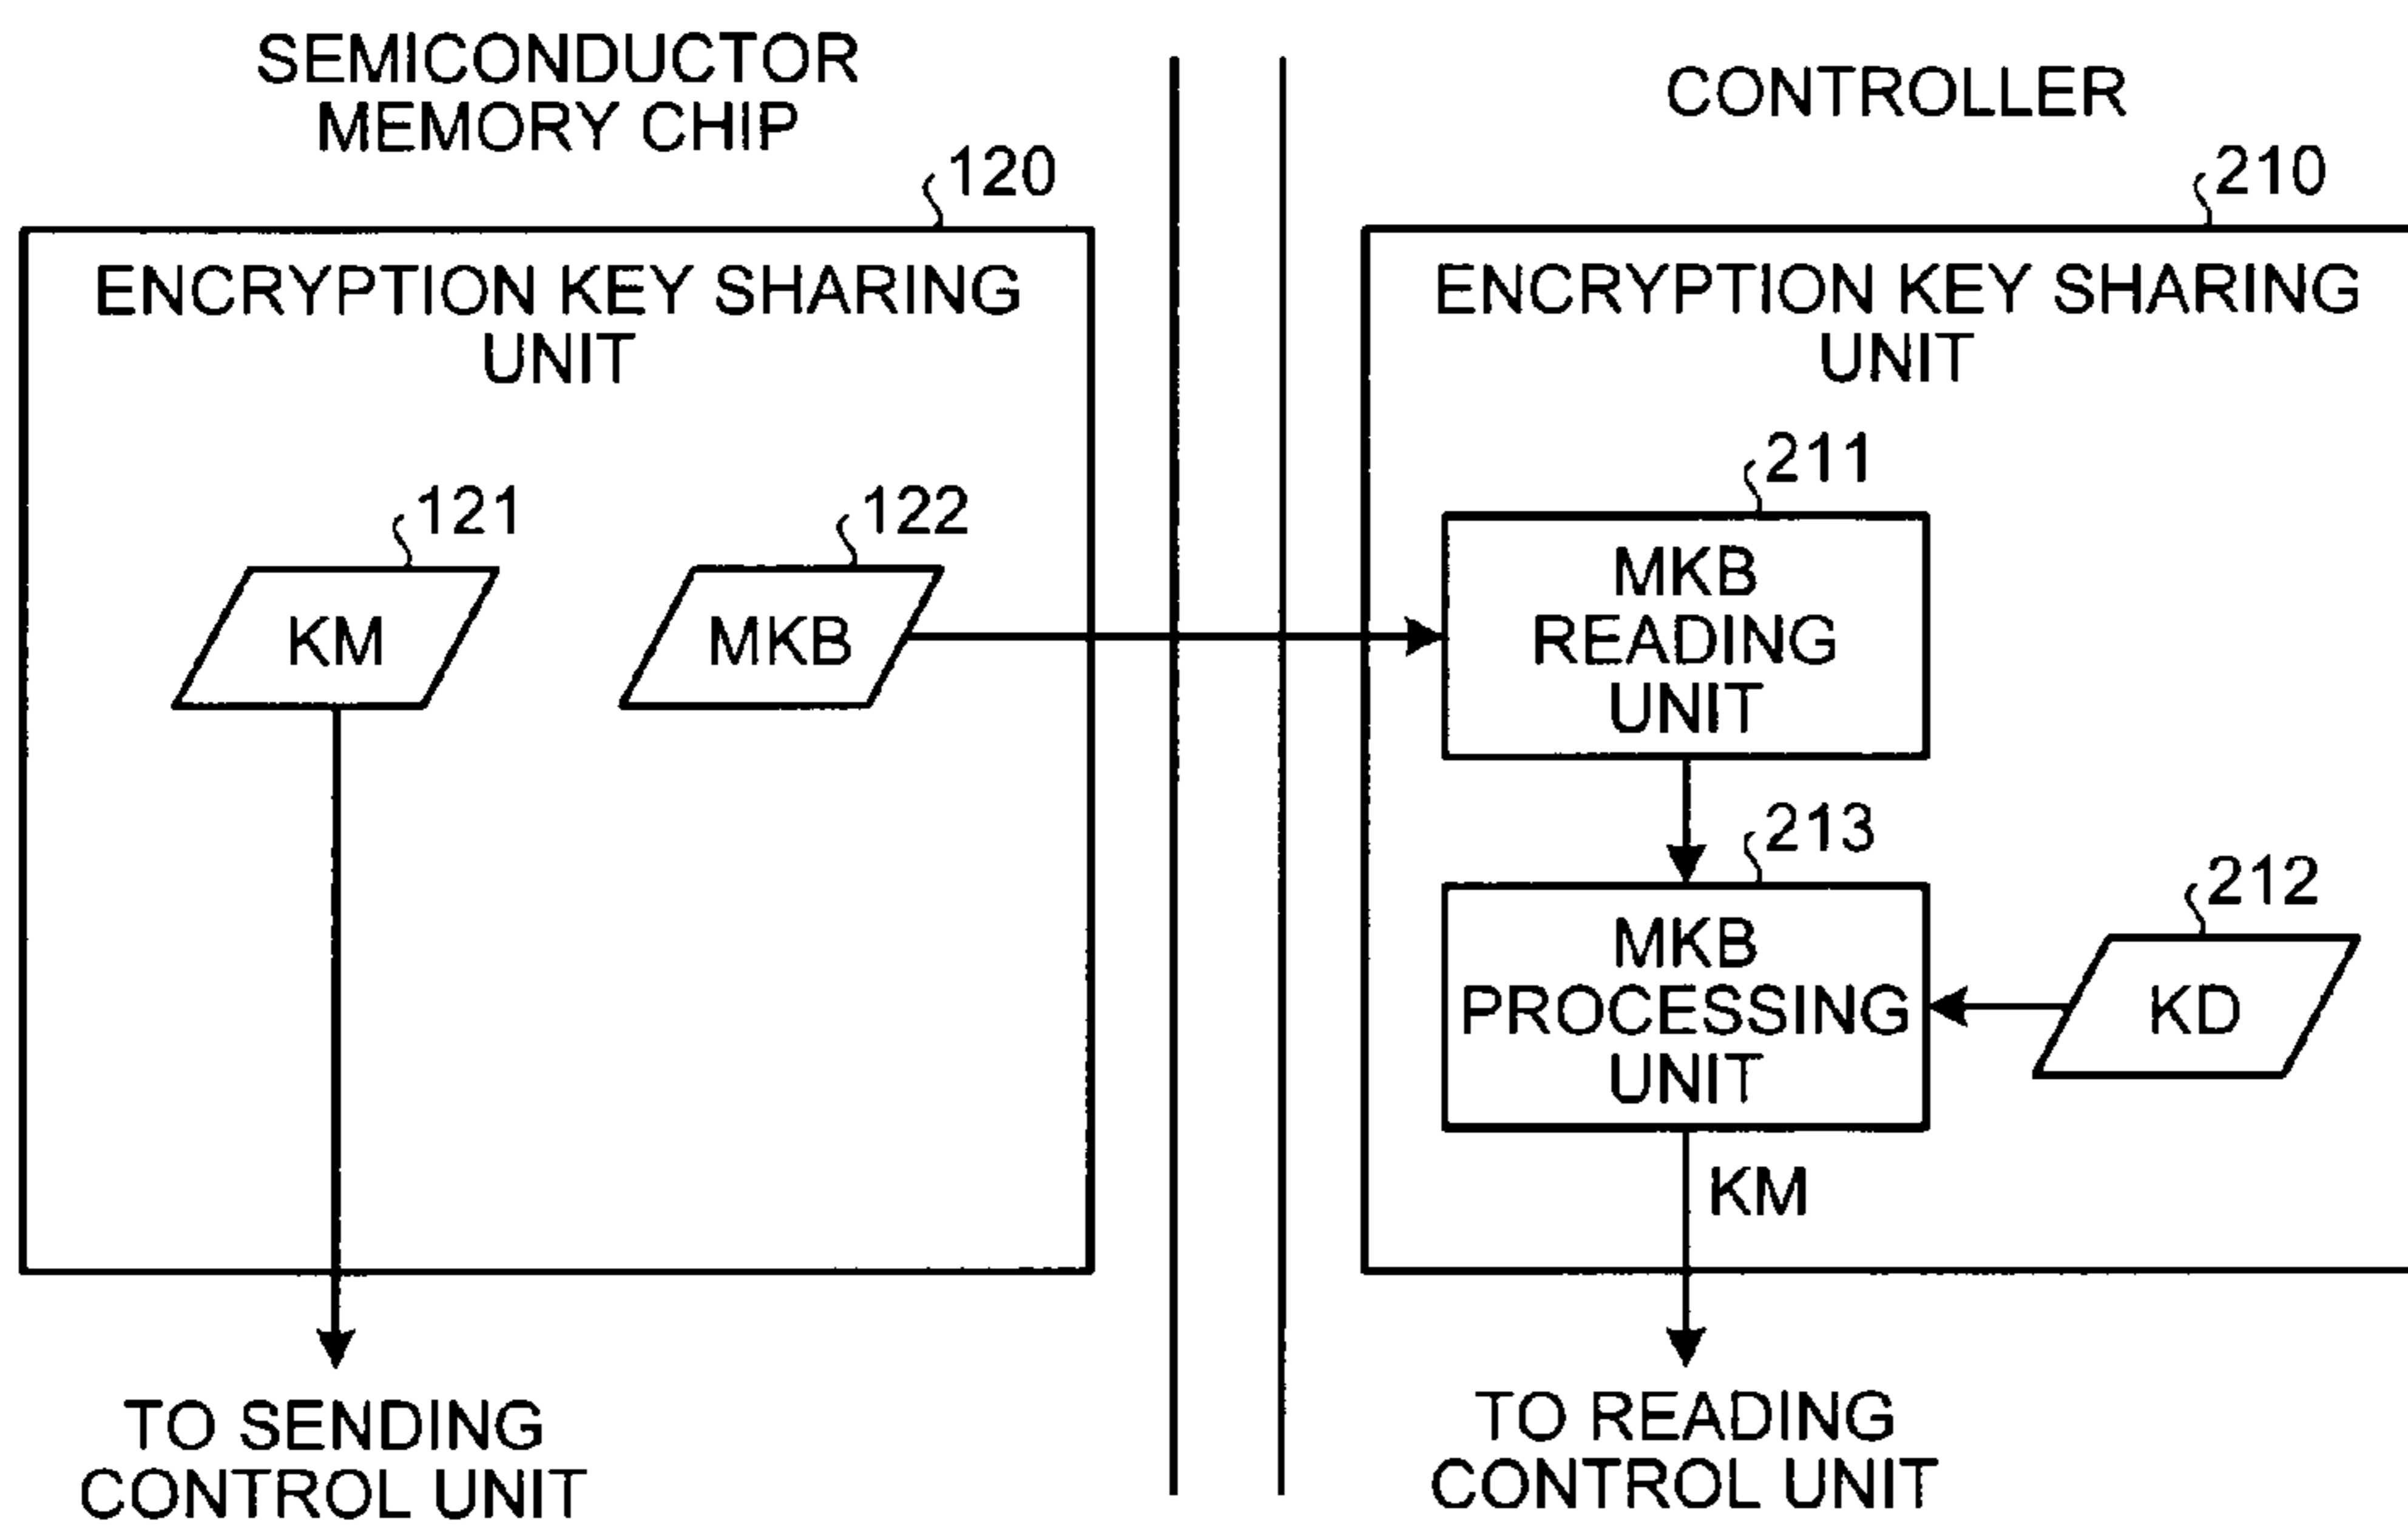 SEMICONDUCTOR
MEMORY CHIP
120
ENCRYPTION KEY SHARING
UNIT
121
KM
122
MKB
TO SENDING
CONTROL UNIT
CONTROLLER
210
ENCRYPTION KEY SHARING
UNIT
211
MKB
READING
UNIT
213
MKB
PROCESSING
UNIT
212
KD
KM
TO READING
CONTROL UNIT